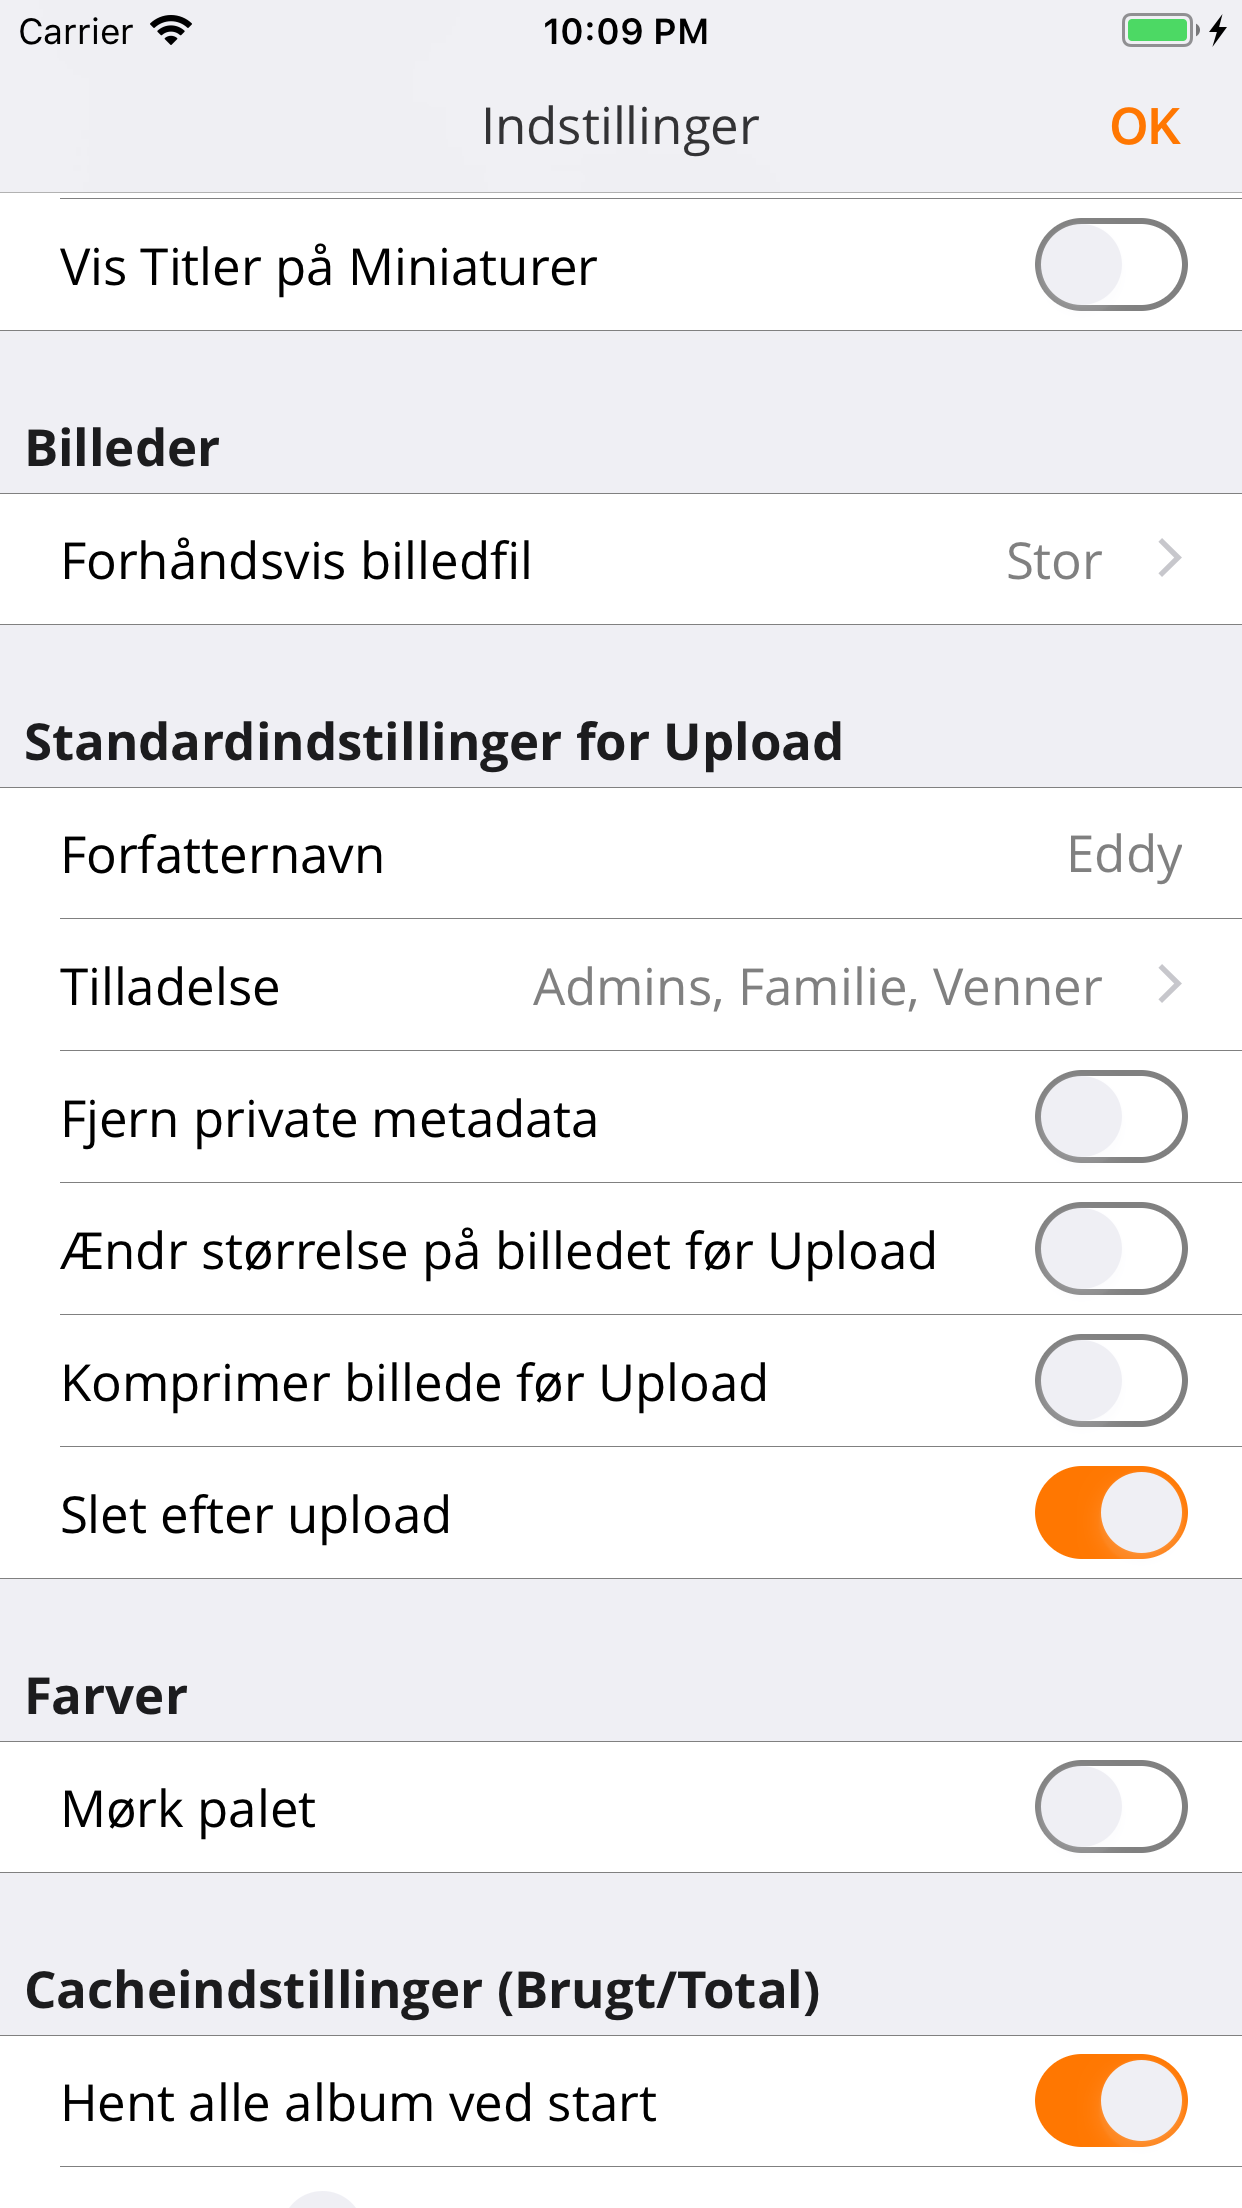 Carrier 10:09 PM
Indstillinger OK
Vis Titler på Miniaturer
Billeder
Forhåndsvis billedfil Stor
Standardindstillinger for Upload
Forfatternavn Eddy
Tilladelse Admins, Familie, Venner
Fjern private metadata
Ændr størrelse på billedet før Upload
Komprimer billede før Upload
Slet efter upload
Farver
Mørk palet
Cacheindstillinger (Brugt/Total)
Hent alle album ved start